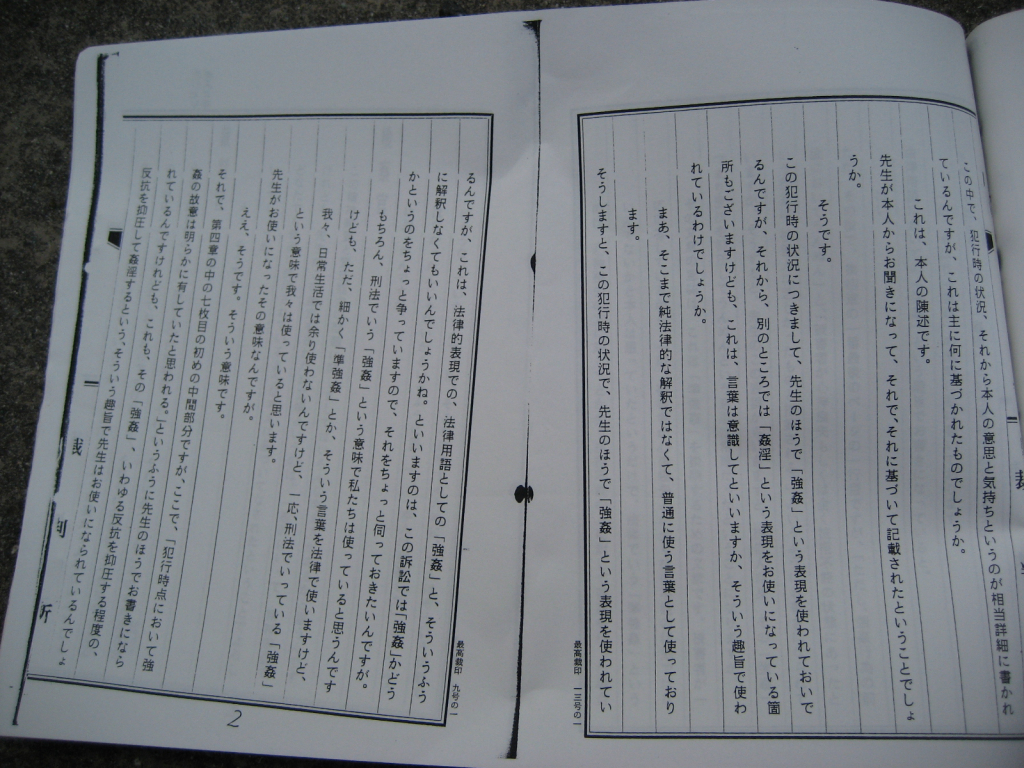 この中で、犯行時の状況、それから本人の意思と気持ちというのが相当詳細に書かれ
ているんですが、これは主に何に基づかれたものでしょうか。
これは、本人の陳述です。
先生が本人からお聞きになって、それで、それに基づいて記載されたということでしょ
うか。
そうです。
この犯行時の状況につきまして、先生のほうで「強姦」という表現を使われておいで
るんですが、それから、別のところでは「姦淫」という表現をお使いになっている箇
所もございますけども、これは、言葉は意識してといいますか、そういう趣旨で使わ
れているわけでしょうか。
まあ、そこまで純法律的な解釈ではなくて、普通に使う言葉として使っており
ます。
そうしますと、この犯行時の状況で、先生のほうで「強姦」という表現を使われてい
最高裁印 一三号の一
るんですが、これは、法律的表現での、法律用語としての「強姦」と、そういうふう
に解釈しなくてもいいんでしょうかね。といいますのは、この訴訟では「強姦」かどう
かというのをちょっと争っていますので、それをちょっと伺っておきたいんですが。
もちろん、刑法でいう「強姦」という意味で私たちは使っていると思うんです
けども、ただ、細かく「準強姦」とか、そういう言葉を法律で使いますけど、
我々、日常生活では余り使わないんですけど、一応、刑法でいっている「強姦」
という意味で我々は使っていると思います。
先生がお使いになったその意味なんですが。
ええ、そうです。そういう意味です。
それで、第四章の中の七枚目の初めの中間部分ですが、ここで、「犯行時点において強
姦の故意は明らかに有していたと思われる。」というふうに先生のほうでお書きになら
れているんですけれども、これも、その「強姦」、いわゆる反抗を抑圧する程度の、
反抗を抑圧して姦淫するという、そういう趣旨で先生はお使いになられているんでしょ
最高裁印 九号の一
裁判所
2